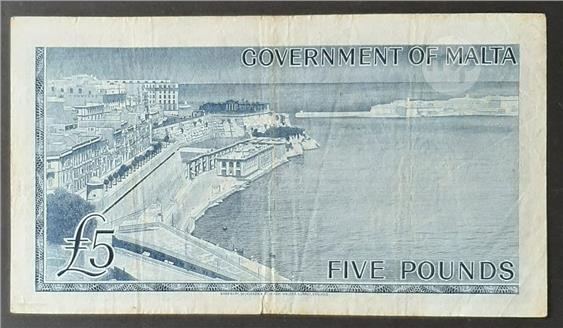 GOVERNMENT OF MALTA
£5
FIVE POUNDS